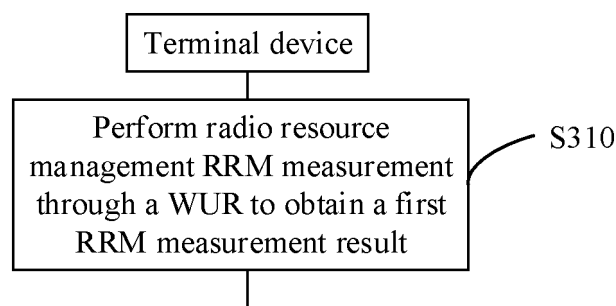 Terminal device
Perform radio resource
management RRM measurement
through a WUR to obtain a first
RRM measurement result
S310